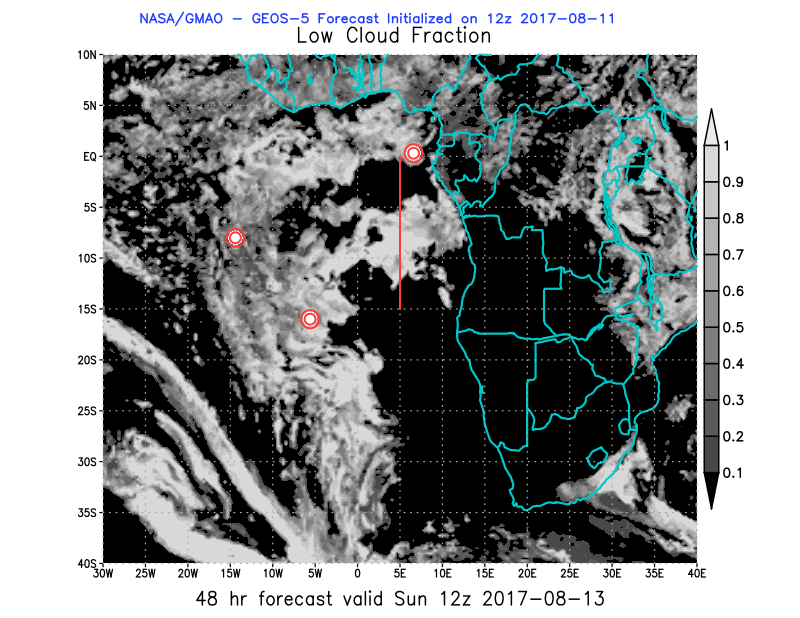 NASA/GMAO - GEOS-5 Forecast Initialized on 12z 2017-08-11
Low Cloud Fraction
10N
5N
EQ
5S
10S
15S
20S
25S
30S
35S
40S
30W 25W 20W 15W 10W 5W 0 5E 10E 15E 20E 25E 30E 35E 40E
1
0.9
0.8
0.7
0.6
0.5
0.4
0.3
0.2
0.1
48 hr forecast valid Sun 12z 2017-08-13